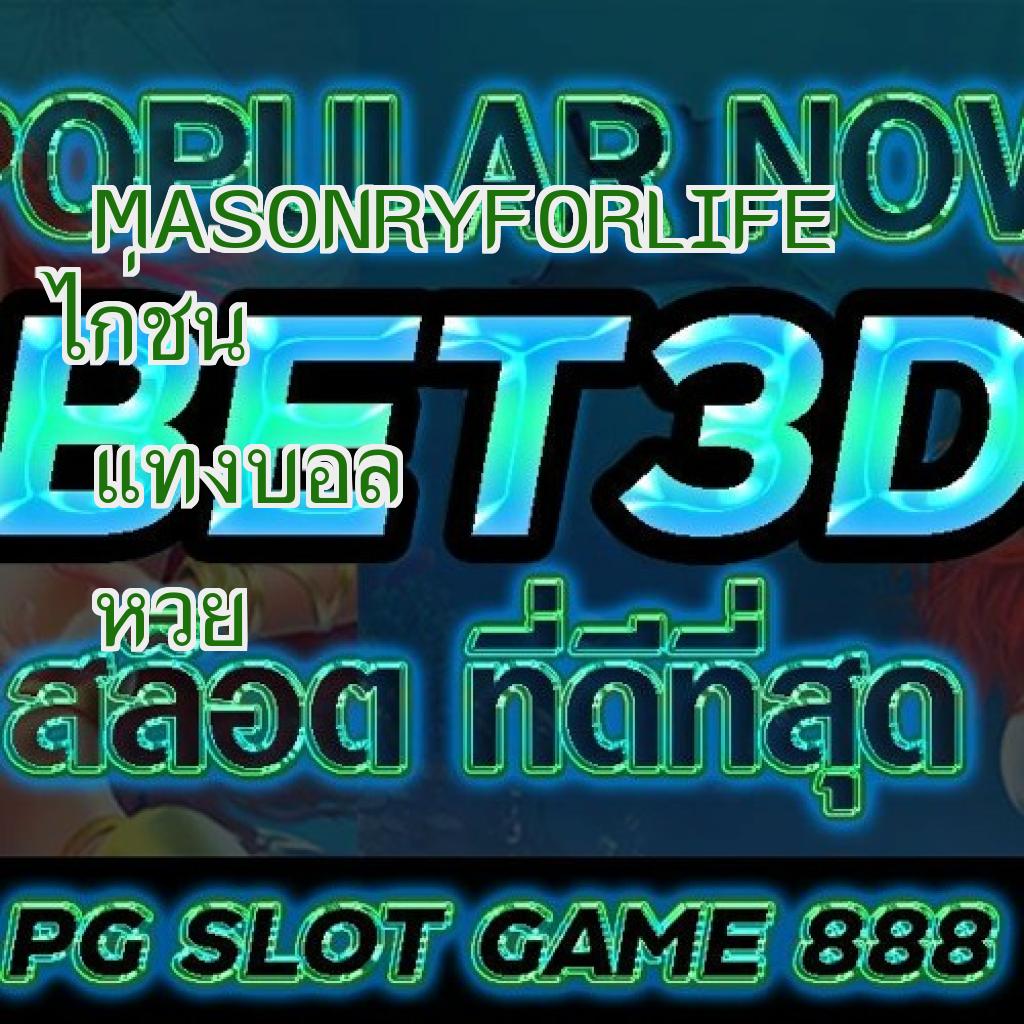 POPULAR NOW
MASONRYFORLIFE
ไก่ชน
BET3D
แทงบอล
หวย
สล็อต ที่ดีที่สุด
PG SLOT GAME 888